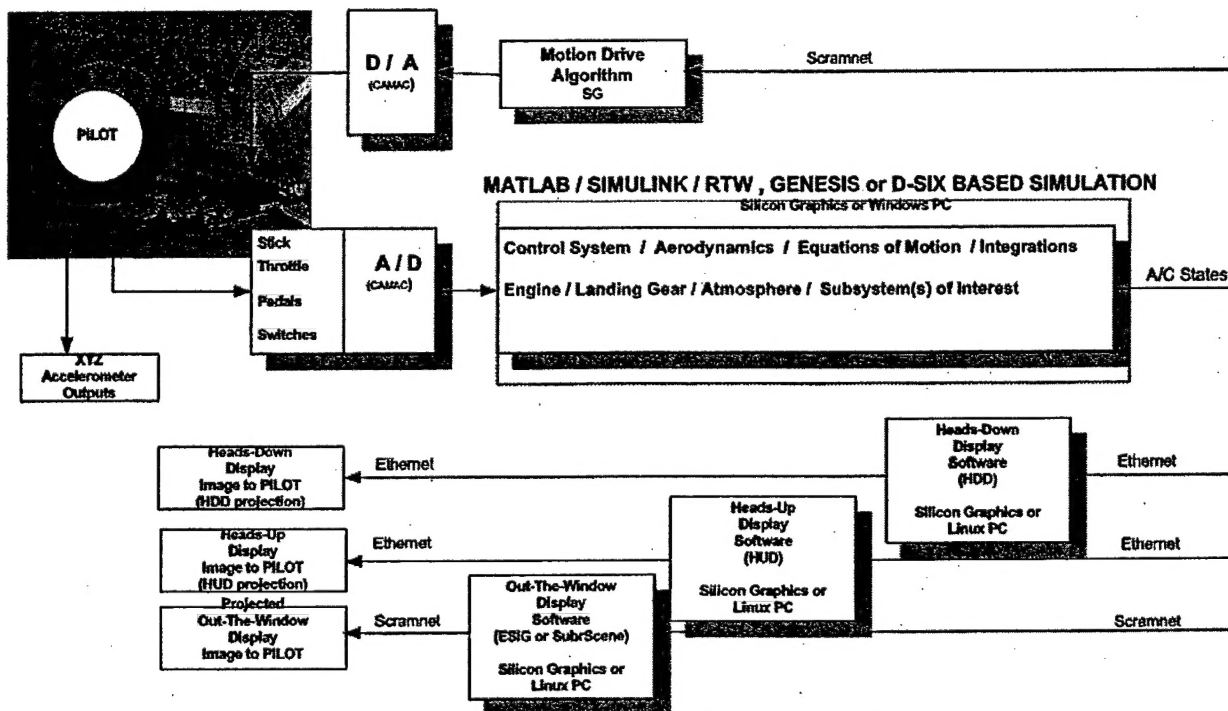 PILOT
D / A
(CAMAC)
Motion Drive
Algorithm
SG
Scramnet
MATLAB / SIMULINK / RTW , GENESIS or D-SIX BASED SIMULATION
Silicon Graphics or Windows PC
Control System / Aerodynamics / Equations of Motion / Integrations
Engine / Landing Gear / Atmosphere / Subsystem(s) of Interest
A/C States
Stick
Throttle
Pedals
Switches
A / D
(CAMAC)
XYZ
Accelerometer
Outputs
Heads-Down
Display
Image to PILOT
(HDD projection)
Ethernet
Heads-Down
Display
Software
(HDD)
Silicon Graphics or
Linux PC
Ethernet
Heads-Up
Display
Image to PILOT
(HUD projection)
Ethernet
Heads-Up
Display
Software
(HUD)
Silicon Graphics or
Linux PC
Ethernet
Projected
Out-The-Window
Display
Image to PILOT
Scramnet
Out-The-Window
Display
Software
(ESIG or SubrScene)
Silicon Graphics or
Linux PC
Scramnet